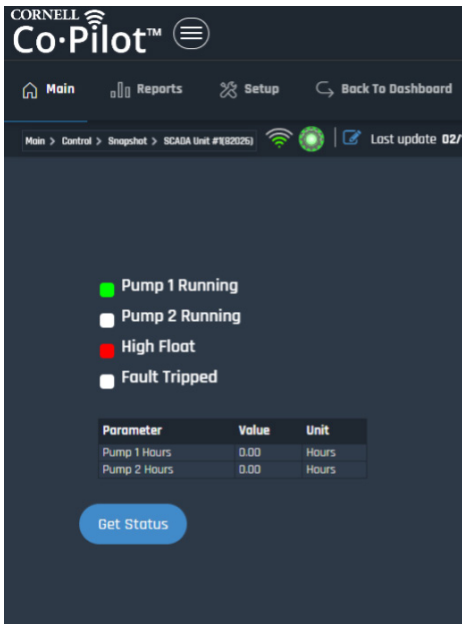 CORNELL
Co·Pilot™
Main Reports Setup Back To Dashboard
Main > Control > Snapshot > SCADA Unit #1(82025) Last update 02/
Pump 1 Running
Pump 2 Running
High Float
Fault Tripped
Parameter Value Unit
Pump 1 Hours 0.00 Hours
Pump 2 Hours 0.00 Hours
Get Status